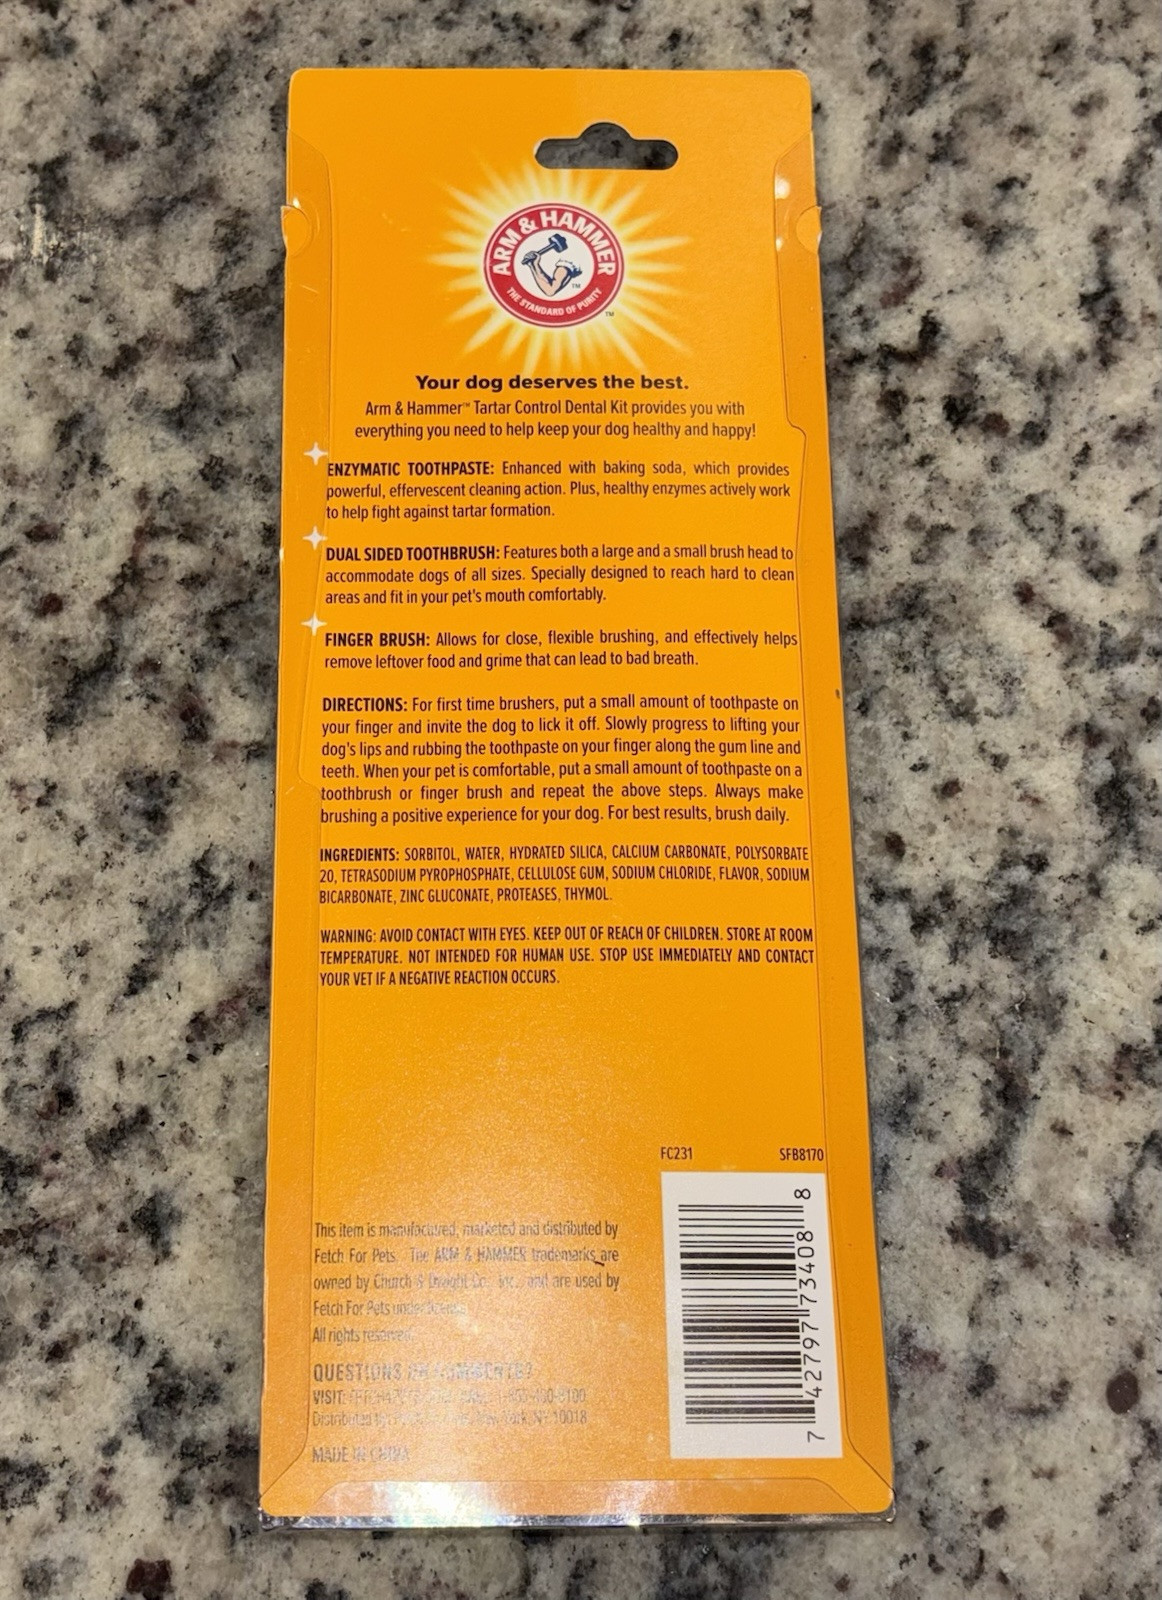 ARM & HAMMER
THE STANDARD OF PURITY
TM
TM
Your dog deserves the best.
Arm & Hammer™ Tartar Control Dental Kit provides you with
everything you need to help keep your dog healthy and happy!
ENZYMATIC TOOTHPASTE: Enhanced with baking soda, which provides
powerful, effervescent cleaning action. Plus, healthy enzymes actively work
to help fight against tartar formation.
DUAL SIDED TOOTHBRUSH: Features both a large and a small brush head to
accommodate dogs of all sizes. Specially designed to reach hard to clean
areas and fit in your pet's mouth comfortably.
FINGER BRUSH: Allows for close, flexible brushing, and effectively helps
remove leftover food and grime that can lead to bad breath.
DIRECTIONS: For first time brushers, put a small amount of toothpaste on
your finger and invite the dog to lick it off. Slowly progress to lifting your
dog's lips and rubbing the toothpaste on your finger along the gum line and
teeth. When your pet is comfortable, put a small amount of toothpaste on a
toothbrush or finger brush and repeat the above steps. Always make
brushing a positive experience for your dog. For best results, brush daily.
INGREDIENTS: SORBITOL, WATER, HYDRATED SILICA, CALCIUM CARBONATE, POLYSORBATE
20, TETRASODIUM PYROPHOSPHATE, CELLULOSE GUM, SODIUM CHLORIDE, FLAVOR, SODIUM
BICARBONATE, ZINC GLUCONATE, PROTEASES, THYMOL.
WARNING: AVOID CONTACT WITH EYES. KEEP OUT OF REACH OF CHILDREN. STORE AT ROOM
TEMPERATURE. NOT INTENDED FOR HUMAN USE. STOP USE IMMEDIATELY AND CONTACT
YOUR VET IF A NEGATIVE REACTION OCCURS.
FC231 SFB8170
This item is manufactured, marketed and distributed by
Fetch For Pets. The ARM & HAMMER trademarks are
owned by Church & Dwight Co., Inc. and are used by
Fetch For Pets under license.
All rights reserved.
QUESTIONS OR COMMENTS?
VISIT:
Distributed by: York, NY 10018
MADE IN CHINA
7 42797 73408 8